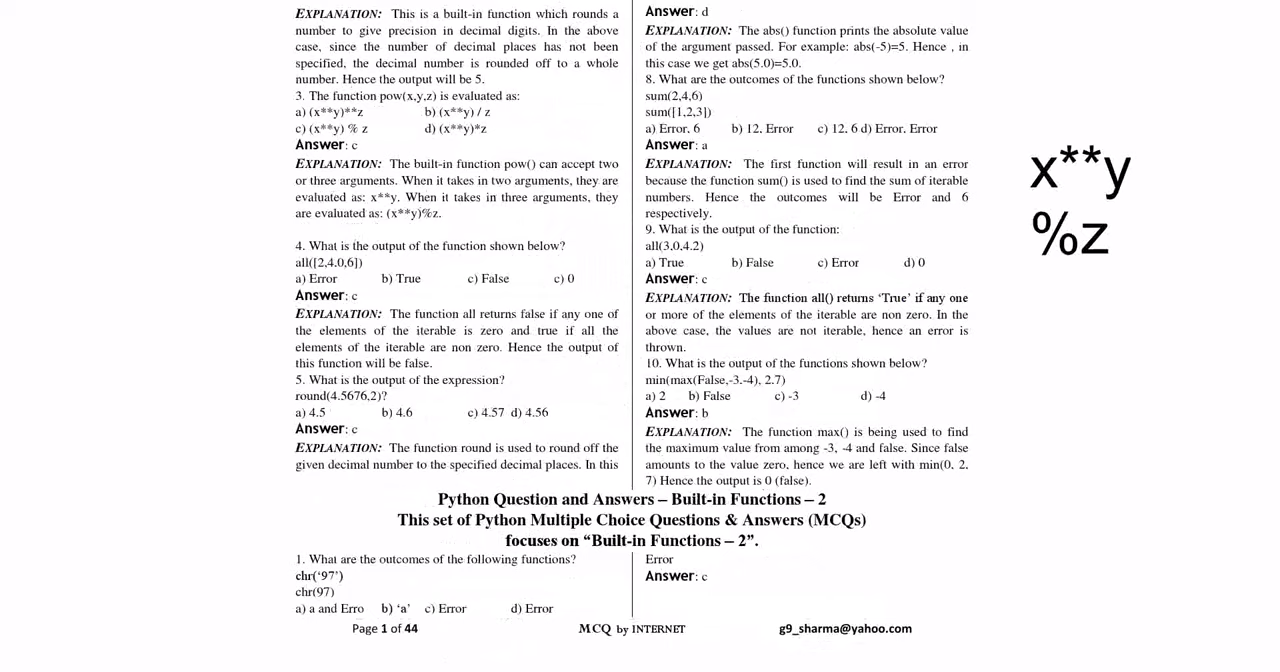 EXPLANATION: This is a built-in function which rounds a
number to give precision in decimal digits. In the above
case, since the number of decimal places has not been
specified, the decimal number is rounded off to a whole
number. Hence the output will be 5.
3. The function pow(x,y,z) is evaluated as:
a) (x**y)**z b) (x**y) / z
c) (x**y) % z d) (x**y)*z
Answer: c
EXPLANATION: The built-in function pow() can accept two
or three arguments. When it takes in two arguments, they are
evaluated as: x**y. When it takes in three arguments, they
are evaluated as: (x**y)%z.
4. What is the output of the function shown below?
all([2,4,0,6])
a) Error b) True c) False c) 0
Answer: c
EXPLANATION: The function all returns false if any one of
the elements of the iterable is zero and true if all the
elements of the iterable are non zero. Hence the output of
this function will be false.
5. What is the output of the expression?
round(4.5676,2)?
a) 4.5 b) 4.6 c) 4.57 d) 4.56
Answer: c
EXPLANATION: The function round is used to round off the
given decimal number to the specified decimal places. In this
Answer: d
EXPLANATION: The abs() function prints the absolute value
of the argument passed. For example: abs(-5)=5. Hence , in
this case we get abs(5.0)=5.0.
8. What are the outcomes of the functions shown below?
sum(2,4,6)
sum([1,2,3])
a) Error, 6 b) 12, Error c) 12, 6 d) Error, Error
Answer: a
EXPLANATION: The first function will result in an error
because the function sum() is used to find the sum of iterable
numbers. Hence the outcomes will be Error and 6
respectively.
9. What is the output of the function:
all(3,0,4.2)
a) True b) False c) Error d) 0
Answer: c
EXPLANATION: The function all() returns ‘True’ if any one
or more of the elements of the iterable are non zero. In the
above case, the values are not iterable, hence an error is
thrown.
10. What is the output of the functions shown below?
min(max(False,-3,-4), 2,7)
a) 2 b) False c) -3 d) -4
Answer: b
EXPLANATION: The function max() is being used to find
the maximum value from among -3, -4 and false. Since false
amounts to the value zero, hence we are left with min(0, 2,
7) Hence the output is 0 (false).
x**y
%z
Python Question and Answers – Built-in Functions – 2
This set of Python Multiple Choice Questions & Answers (MCQs)
focuses on “Built-in Functions – 2”.
1. What are the outcomes of the following functions?
chr(‘97’)
chr(97)
a) a and Erro b) ‘a’ c) Error d) Error
Error
Answer: c
Page 1 of 44 MCQ by INTERNET g9_sharma@yahoo.com